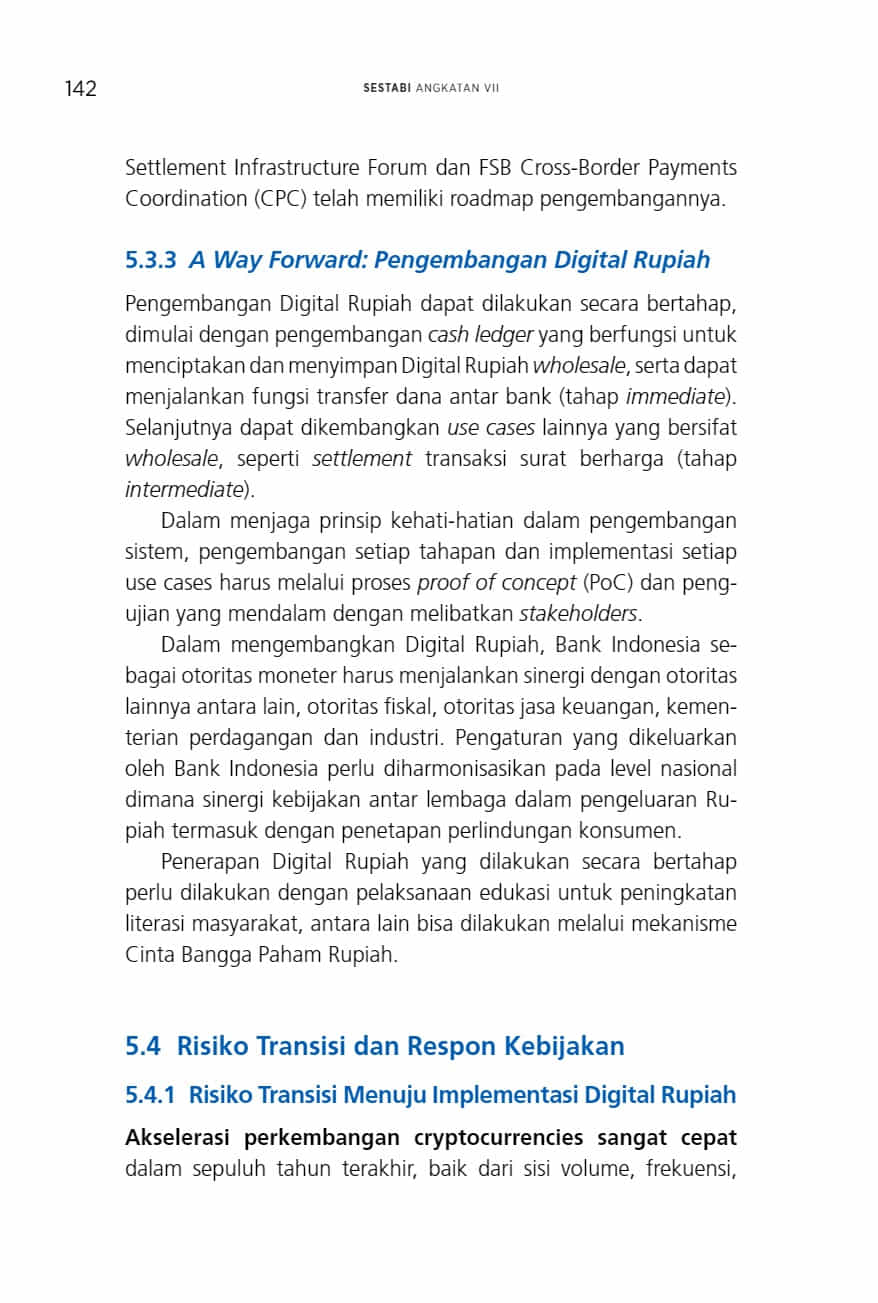 142
SESTABI ANGKATAN VII
Settlement Infrastructure Forum dan FSB Cross-Border Payments
Coordination (CPC) telah memiliki roadmap pengembangannya.
5.3.3 A Way Forward: Pengembangan Digital Rupiah
Pengembangan Digital Rupiah dapat dilakukan secara bertahap,
dimulai dengan pengembangan cash ledger yang berfungsi untuk
menciptakan dan menyimpan Digital Rupiah wholesale, serta dapat
menjalankan fungsi transfer dana antar bank (tahap immediate).
Selanjutnya dapat dikembangkan use cases lainnya yang bersifat
wholesale, seperti settlement transaksi surat berharga (tahap
intermediate).
Dalam menjaga prinsip kehati-hatian dalam pengembangan
sistem, pengembangan setiap tahapan dan implementasi setiap
use cases harus melalui proses proof of concept (PoC) dan peng-
ujian yang mendalam dengan melibatkan stakeholders.
Dalam mengembangkan Digital Rupiah, Bank Indonesia se-
bagai otoritas moneter harus menjalankan sinergi dengan otoritas
lainnya antara lain, otoritas fiskal, otoritas jasa keuangan, kemen-
terian perdagangan dan industri. Pengaturan yang dikeluarkan
oleh Bank Indonesia perlu diharmonisasikan pada level nasional
dimana sinergi kebijakan antar lembaga dalam pengeluaran Ru-
piah termasuk dengan penetapan perlindungan konsumen.
Penerapan Digital Rupiah yang dilakukan secara bertahap
perlu dilakukan dengan pelaksanaan edukasi untuk peningkatan
literasi masyarakat, antara lain bisa dilakukan melalui mekanisme
Cinta Bangga Paham Rupiah.
5.4 Risiko Transisi dan Respon Kebijakan
5.4.1 Risiko Transisi Menuju Implementasi Digital Rupiah
Akselerasi perkembangan cryptocurrencies sangat cepat
dalam sepuluh tahun terakhir, baik dari sisi volume, frekuensi,